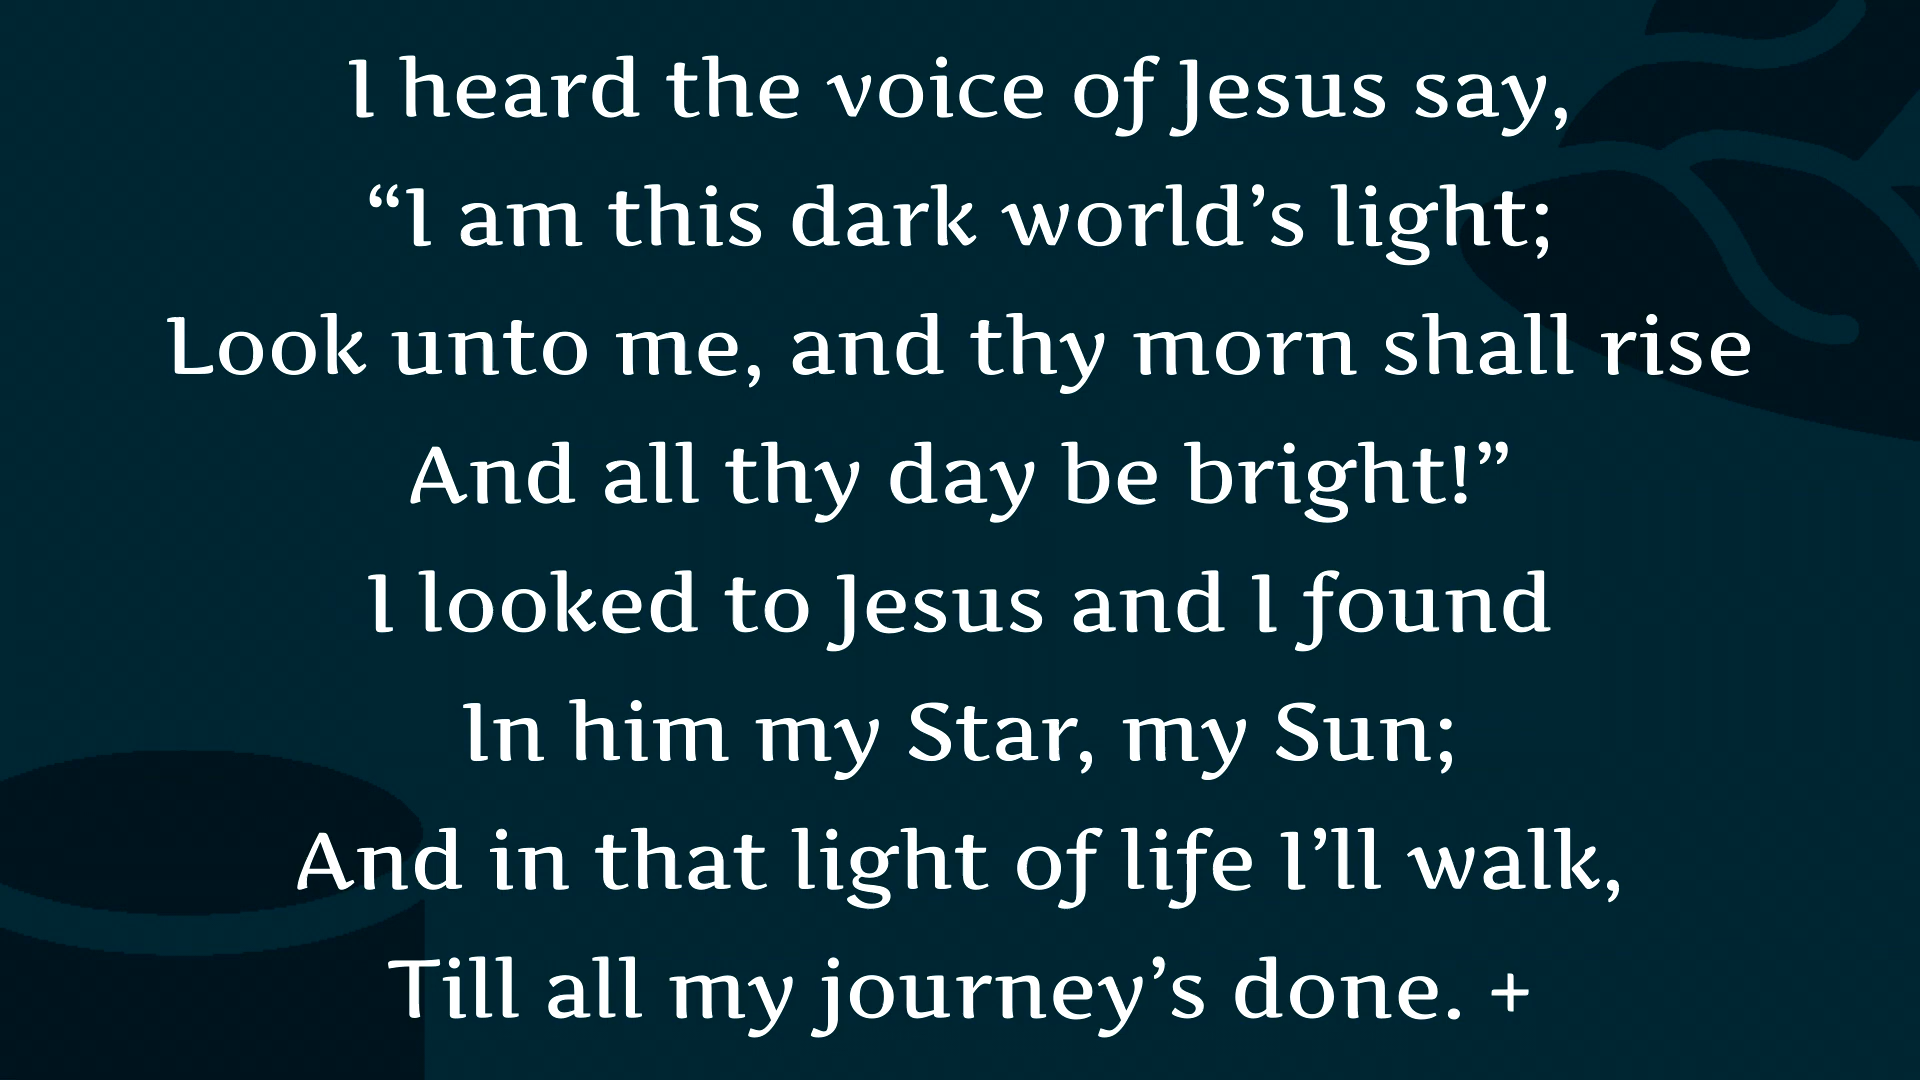 I heard the voice of Jesus say,
“I am this dark world’s light;
Look unto me, and thy morn shall rise
And all thy day be bright!”
I looked to Jesus and I found
In him my Star, my Sun;
And in that light of life I’ll walk,
Till all my journey’s done. +